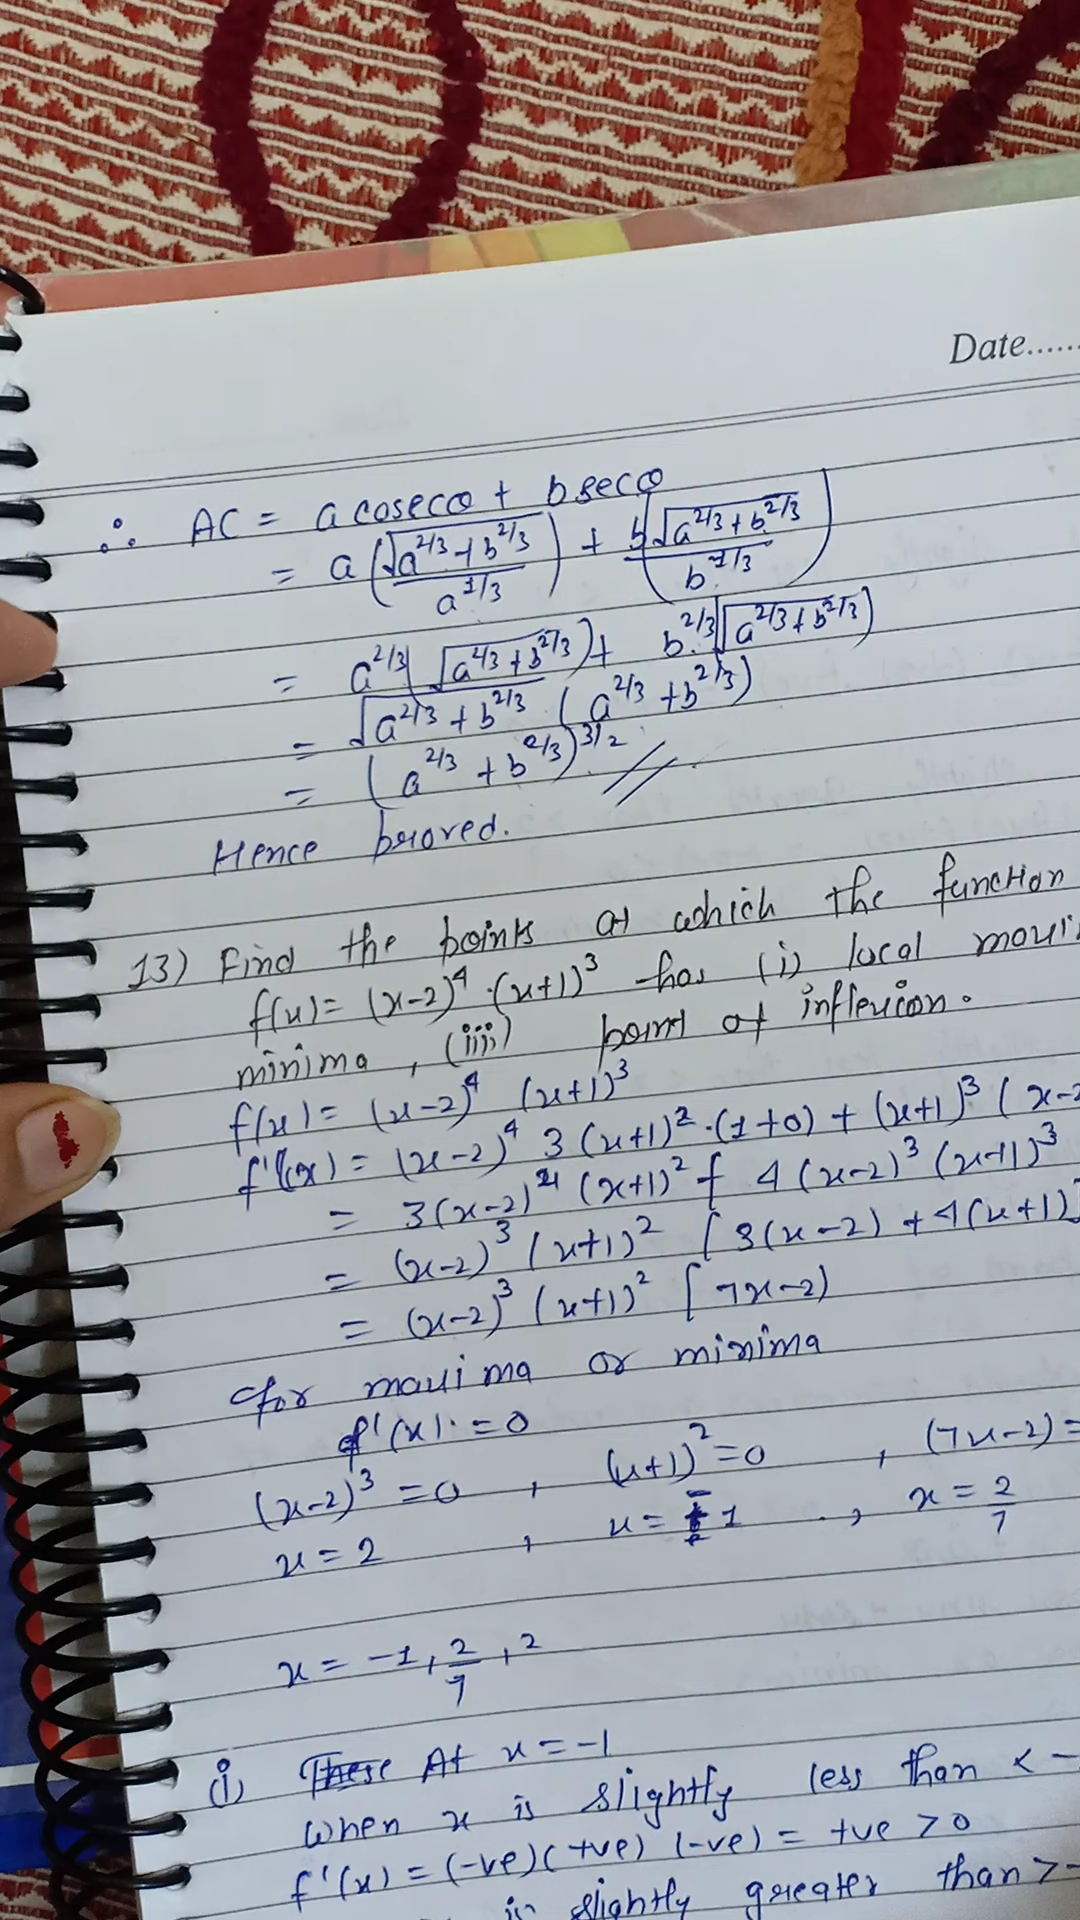 Date......
∴ AC = a cosecθ + b secθ
= a (√(a^2/3 + b^2/3) / a^1/3) + b (√(a^2/3 + b^2/3) / b^1/3)
= a^2/3 (√(a^2/3 + b^2/3)) + b^2/3 (√(a^2/3 + b^2/3))
= √(a^2/3 + b^2/3) (a^2/3 + b^2/3)
= (a^2/3 + b^2/3)^3/2 //
Hence proved.
13) Find the points at which the function
f(x) = (x-2)^4 · (x+1)^3 has (i) local
minima, (iii) point of inflexion.
f(x) = (x-2)^4 (x+1)^3
f'(x) = (x-2)^4 3(x+1)^2 · (1+0) + (x+1)^3 (x-2
= 3(x-2)^4 (x+1)^2 + 4(x-2)^3 (x+1)^3
= (x-2)^3 (x+1)^2 [3(x-2) + 4(x+1)]
= (x-2)^3 (x+1)^2 [7x-2)
for maxima or minima
f'(x) = 0
(x-2)^3 = 0 , (x+1)^2 = 0 , (7x-2) =
x = 2 , x = -1 , x = 2/7
x = -1, 2/7, 2
(i) At x = -1
When x is slightly less than < -
f'(x) = (-ve)(+ve)(-ve) = +ve > 0
is slightly greater than > -